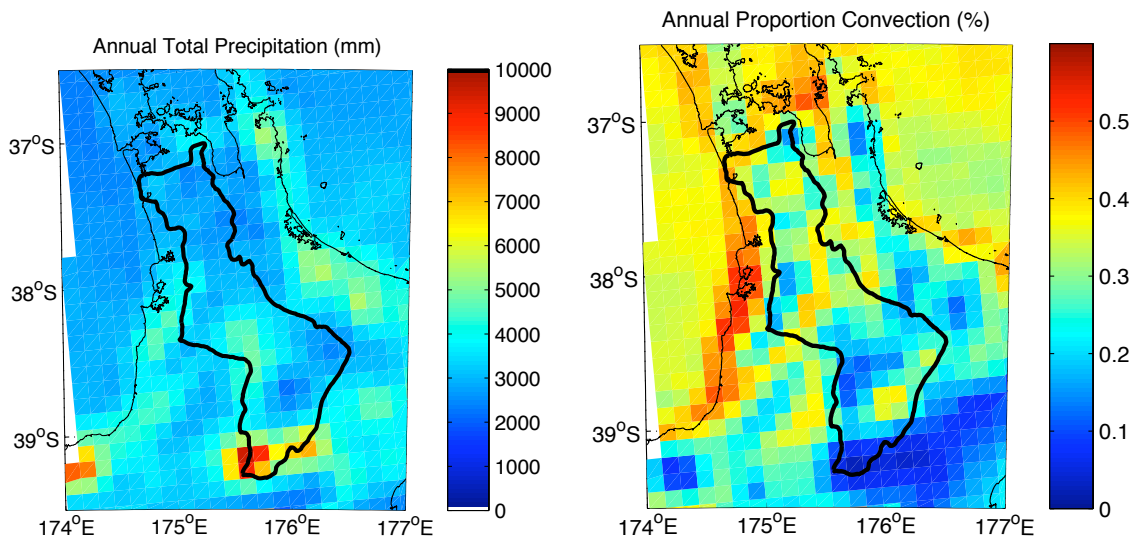 Annual Total Precipitation (mm)
37°S
38°S
39°S
174°E
175°E
176°E
177°E
10000
9000
8000
7000
6000
5000
4000
3000
2000
1000
0
Annual Proportion Convection (%)
37°S
38°S
39°S
174°E
175°E
176°E
177°E
0.5
0.4
0.3
0.2
0.1
0